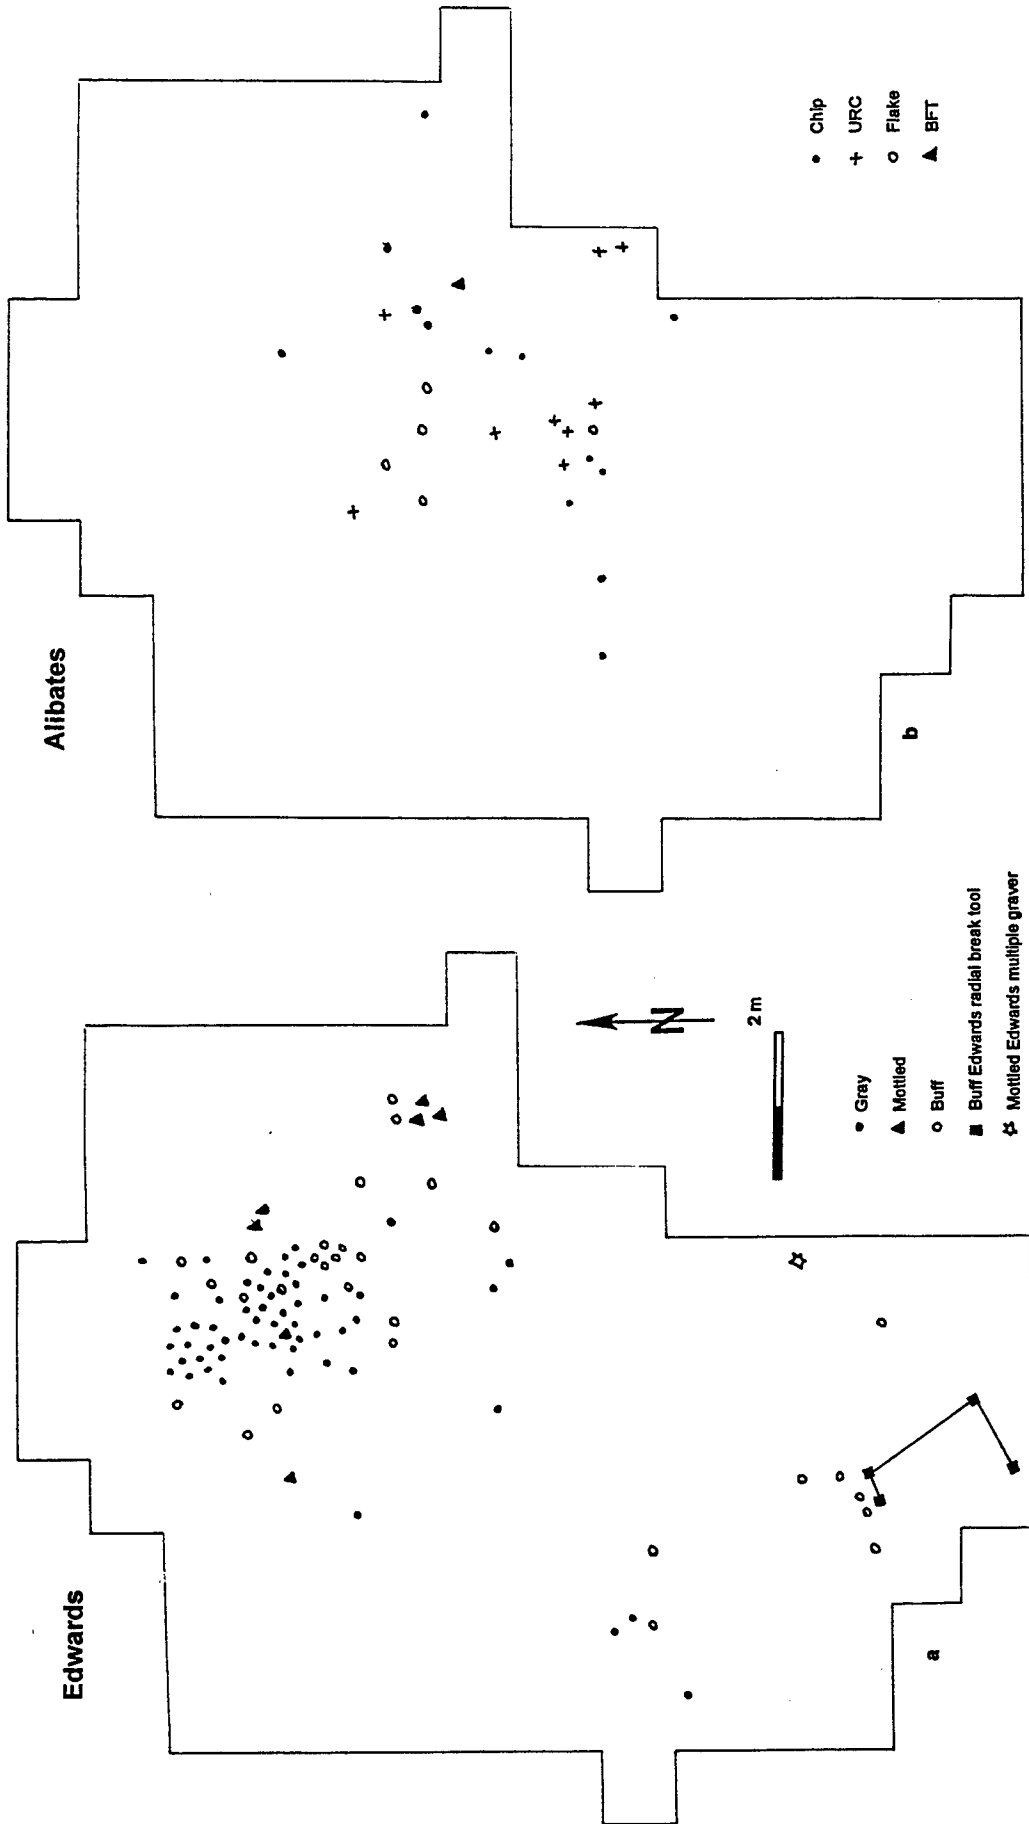 Edwards
Alibates
Gray
Mottled
Buff
Buff Edwards radial break tool
Mottled Edwards multiple graver
N
2 m
a
Chip
URC
Flake
BFT
b